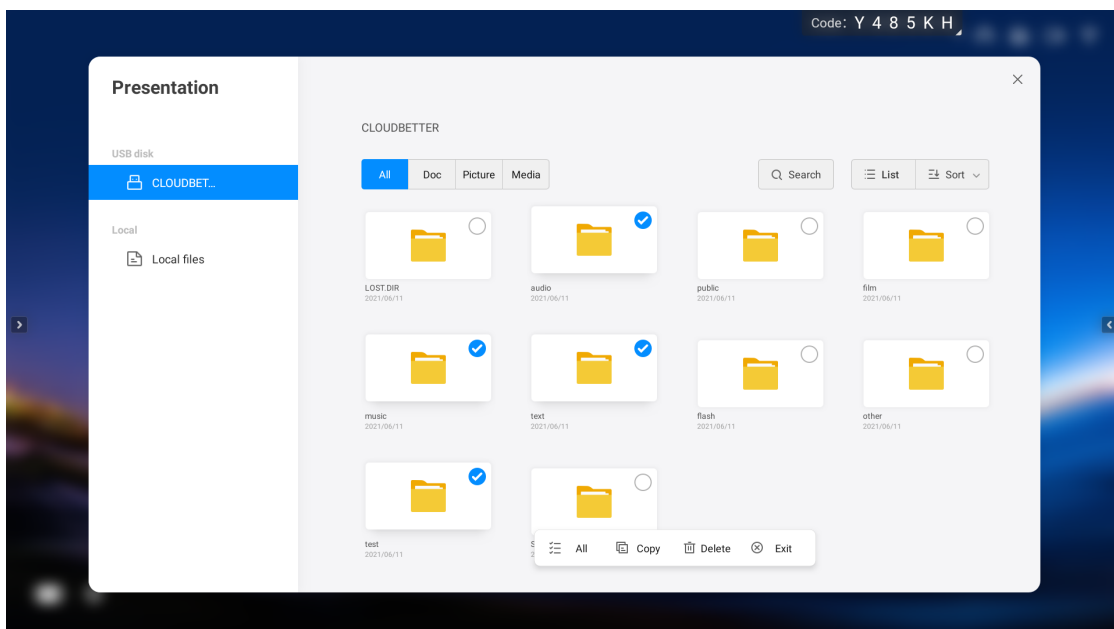 Code: Y 4 8 5 K H
Presentation
CLOUDBETTER
USB disk
CLOUDBET...
All Doc Picture Media Search List Sort
Local
Local files
LOST.DIR audio public film
2021/06/11 2021/06/11 2021/06/11 2021/06/11
music text flash other
2021/06/11 2021/06/11 2021/06/11 2021/06/11
test
2021/06/11
All Copy Delete Exit